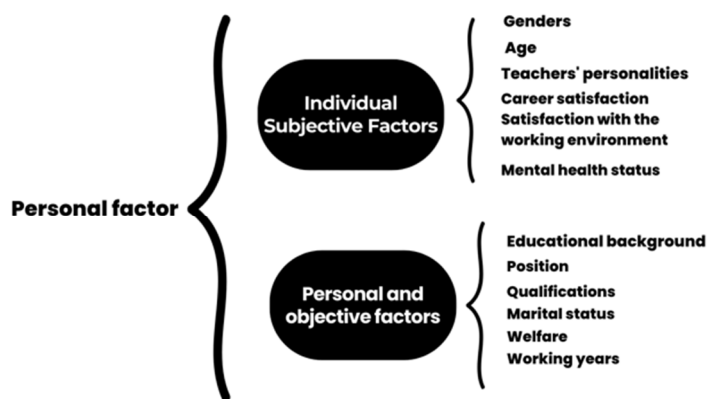 Personal factor
Individual
Subjective Factors
Genders
Age
Teachers' personalities
Career satisfaction
Satisfaction with the
working environment
Mental health status
Personal and
objective factors
Educational background
Position
Qualifications
Marital status
Welfare
Working years